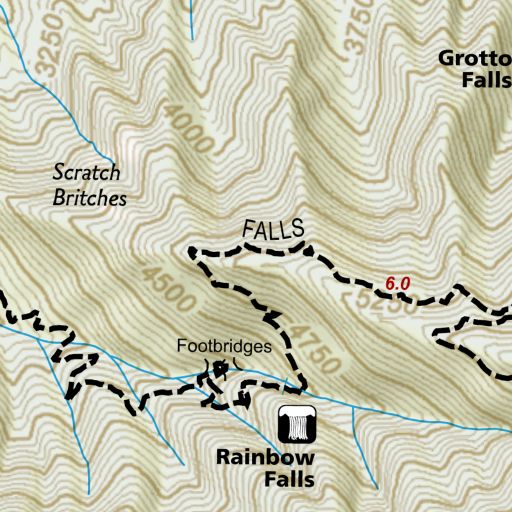 3250
3750
Grotto
Falls
4000
Scratch
Britches
FALLS
6.0
4500
5250
4750
Footbridges
Rainbow
Falls